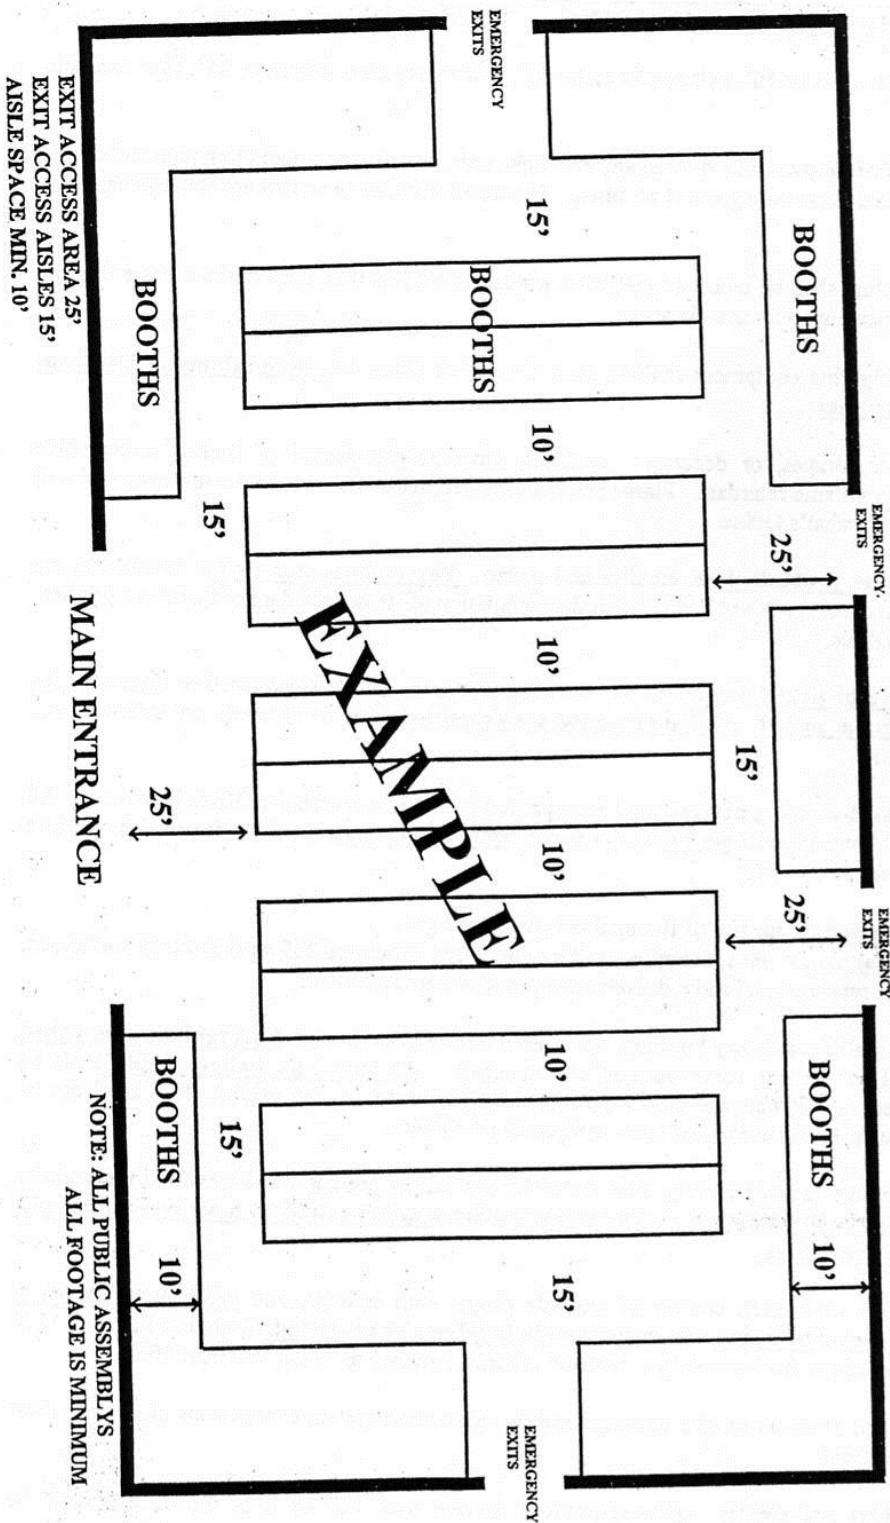 EMERGENCY
EXITS
EMERGENCY
EXITS
BOOTHS
25'
25'
BOOTHS
10'
15'
EMERGENCY
EXITS
15'
BOOTHS
10'
10'
10'
10'
15'
EMERGENCY
EXITS
EXAMPLE
15'
15'
BOOTHS
25'
BOOTHS
10'
MAIN ENTRANCE
EXIT ACCESS AREA 25'
EXIT ACCESS AISLES 15'
AISLE SPACE MIN. 10'
NOTE: ALL PUBLIC ASSEMBLYS
ALL FOOTAGE IS MINIMUM